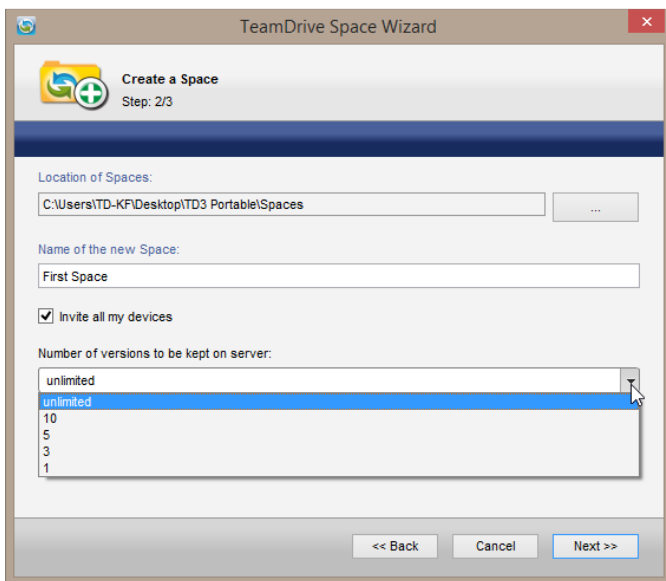 TeamDrive Space Wizard
Create a Space
Step: 2/3
Location of Spaces:
C:\Users\TD-KF\Desktop\TD3 Portable\Spaces
...
Name of the new Space:
First Space
Invite all my devices
Number of versions to be kept on server:
unlimited
unlimited
10
5
3
1
<< Back Cancel Next >>